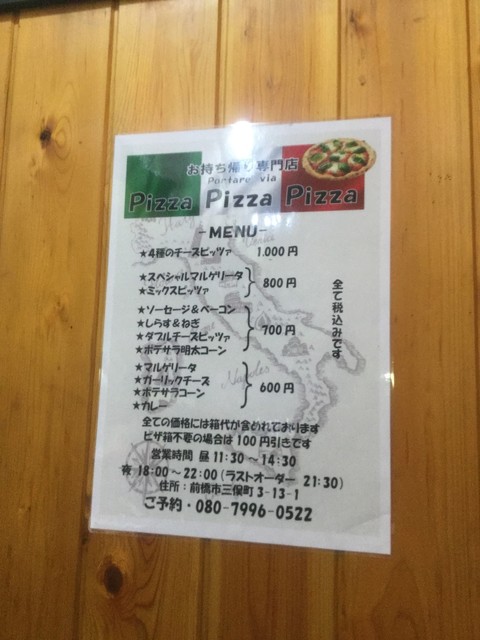 お持ち帰り専門店
Portare via
Pizza Pizza Pizza
-MENU-
★4種のチーズピッツァ 1.000円
★スペシャルマルゲリータ
★ミックスピッツァ
800円
★ソーセージ&ベーコン
★しらす&ねぎ
★ダブルチーズピッツァ
★ポテサラ明太コーン
700円
★マルゲリータ
★ガーリックチーズ
★ポテサラコーン
★カレー
600円
全て税込みです
全ての価格には箱代が含めれております
ピザ箱不要の場合は100円引きです
営業時間 昼11:30~14:30
夜 18:00~22:00(ラストオーダー 21:30)
住所:前橋市三俣町3-13-1
ご予約・080-7996-0522
Naples